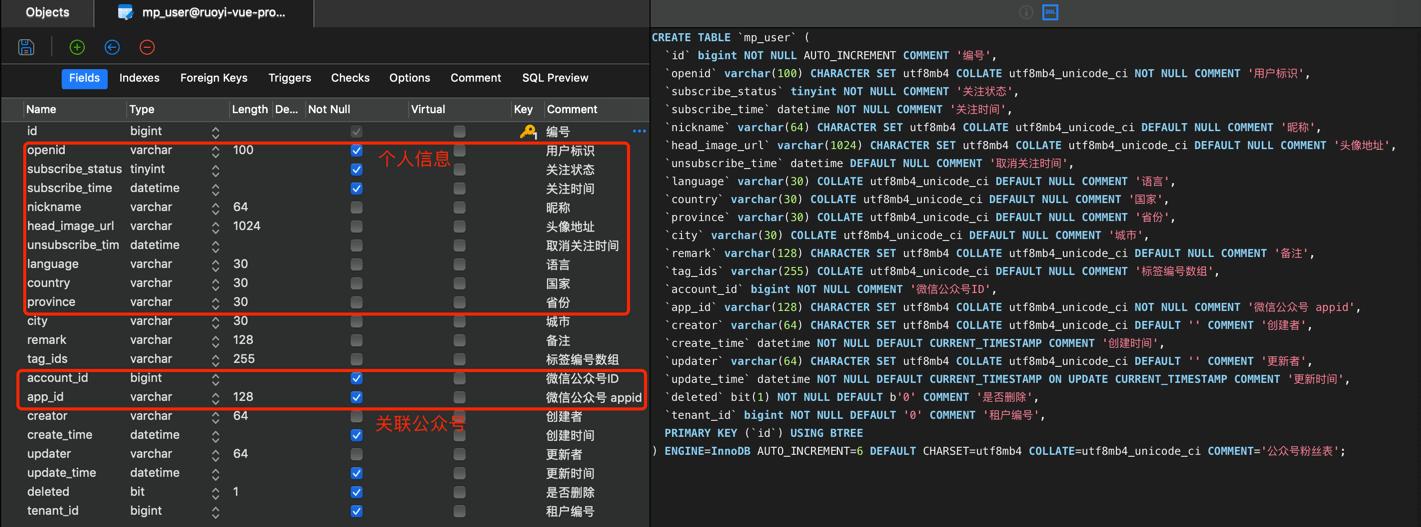 Objects
mp_user@ruoyi-vue-pro...
Fields Indexes Foreign Keys Triggers Checks Options Comment SQL Preview
Name Type Length De... Not Null Virtual Key Comment
id bigint 1 编号
openid varchar 100 用户标识
个人信息
subscribe_status tinyint 关注状态
subscribe_time datetime 关注时间
nickname varchar 64 昵称
head_image_url varchar 1024 头像地址
unsubscribe_tim datetime 取消关注时间
language varchar 30 语言
country varchar 30 国家
province varchar 30 省份
city varchar 30 城市
remark varchar 128 备注
tag_ids varchar 255 标签编号数组
account_id bigint 微信公众号ID
app_id varchar 128 微信公众号 appid
creator varchar 64 创建者
关联公众号
create_time datetime 创建时间
updater varchar 64 更新者
update_time datetime 更新时间
deleted bit 1 是否删除
tenant_id bigint 租户编号
CREATE TABLE `mp_user` (
`id` bigint NOT NULL AUTO_INCREMENT COMMENT '编号',
`openid` varchar(100) CHARACTER SET utf8mb4 COLLATE utf8mb4_unicode_ci NOT NULL COMMENT '用户标识',
`subscribe_status` tinyint NOT NULL COMMENT '关注状态',
`subscribe_time` datetime NOT NULL COMMENT '关注时间',
`nickname` varchar(64) CHARACTER SET utf8mb4 COLLATE utf8mb4_unicode_ci DEFAULT NULL COMMENT '昵称',
`head_image_url` varchar(1024) CHARACTER SET utf8mb4 COLLATE utf8mb4_unicode_ci DEFAULT NULL COMMENT '头像地址',
`unsubscribe_time` datetime DEFAULT NULL COMMENT '取消关注时间',
`language` varchar(30) COLLATE utf8mb4_unicode_ci DEFAULT NULL COMMENT '语言',
`country` varchar(30) COLLATE utf8mb4_unicode_ci DEFAULT NULL COMMENT '国家',
`province` varchar(30) COLLATE utf8mb4_unicode_ci DEFAULT NULL COMMENT '省份',
`city` varchar(30) COLLATE utf8mb4_unicode_ci DEFAULT NULL COMMENT '城市',
`remark` varchar(128) CHARACTER SET utf8mb4 COLLATE utf8mb4_unicode_ci DEFAULT NULL COMMENT '备注',
`tag_ids` varchar(255) COLLATE utf8mb4_unicode_ci DEFAULT NULL COMMENT '标签编号数组',
`account_id` bigint NOT NULL COMMENT '微信公众号ID',
`app_id` varchar(128) CHARACTER SET utf8mb4 COLLATE utf8mb4_unicode_ci NOT NULL COMMENT '微信公众号 appid',
`creator` varchar(64) CHARACTER SET utf8mb4 COLLATE utf8mb4_unicode_ci DEFAULT '' COMMENT '创建者',
`create_time` datetime NOT NULL DEFAULT CURRENT_TIMESTAMP COMMENT '创建时间',
`updater` varchar(64) CHARACTER SET utf8mb4 COLLATE utf8mb4_unicode_ci DEFAULT '' COMMENT '更新者',
`update_time` datetime NOT NULL DEFAULT CURRENT_TIMESTAMP ON UPDATE CURRENT_TIMESTAMP COMMENT '更新时间',
`deleted` bit(1) NOT NULL DEFAULT b'0' COMMENT '是否删除',
`tenant_id` bigint NOT NULL DEFAULT '0' COMMENT '租户编号',
PRIMARY KEY (`id`) USING BTREE
) ENGINE=InnoDB AUTO_INCREMENT=6 DEFAULT CHARSET=utf8mb4 COLLATE=utf8mb4_unicode_ci COMMENT='公众号粉丝表';